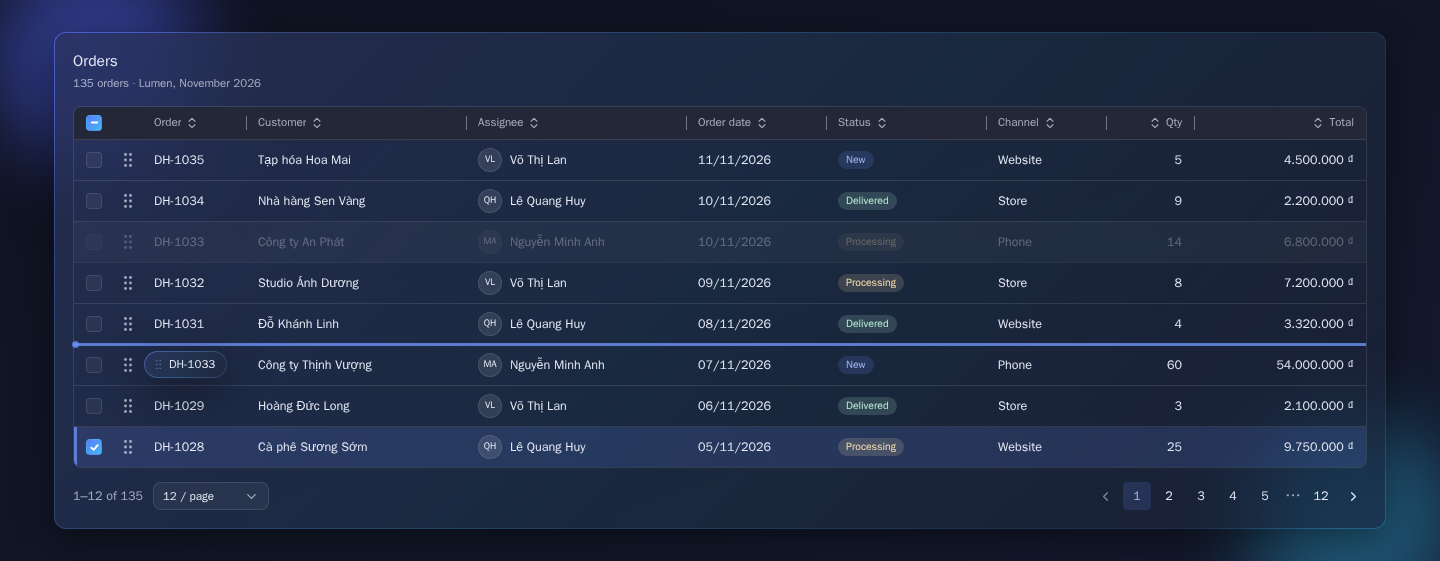 Orders
135 orders · Lumen, November 2026
Order Customer Assignee Order date Status Channel Qty Total
DH-1035 Tạp hóa Hoa Mai VL Võ Thị Lan 11/11/2026 New Website 5 4.500.000 ₫
DH-1034 Nhà hàng Sen Vàng QH Lê Quang Huy 10/11/2026 Delivered Store 9 2.200.000 ₫
DH-1033 Công ty An Phát MA Nguyễn Minh Anh 10/11/2026 Processing Phone 14 6.800.000 ₫
DH-1032 Studio Ánh Dương VL Võ Thị Lan 09/11/2026 Processing Store 8 7.200.000 ₫
DH-1031 Đỗ Khánh Linh QH Lê Quang Huy 08/11/2026 Delivered Website 4 3.320.000 ₫
DH-1033 Công ty Thịnh Vượng MA Nguyễn Minh Anh 07/11/2026 New Phone 60 54.000.000 ₫
DH-1029 Hoàng Đức Long VL Võ Thị Lan 06/11/2026 Delivered Store 3 2.100.000 ₫
DH-1028 Cà phê Sương Sớm QH Lê Quang Huy 05/11/2026 Processing Website 25 9.750.000 ₫
1–12 of 135 12 / page 1 2 3 4 5 ··· 12